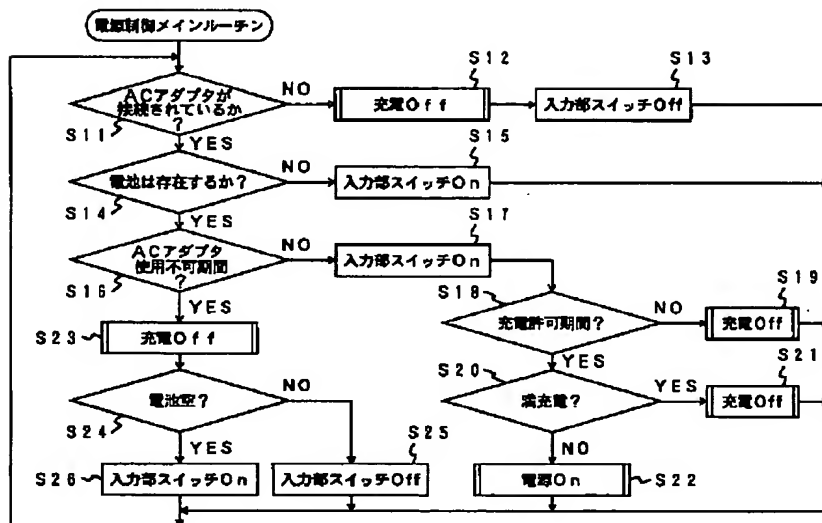 電源制御メインルーチン
ACアダプタが
接続されているか
?
S11
NO
YES
S12
充電Off
S13
入力部スイッチOff
電池は存在するか?
S14
NO
YES
S15
入力部スイッチOn
ACアダプタ
使用不可期間
?
S16
NO
YES
S17
入力部スイッチOn
S18
充電許可期間?
NO
YES
S19
充電Off
S23
充電Off
S20
満充電?
YES
NO
S21
充電Off
電池空?
S24
NO
YES
S25
入力部スイッチOff
S26
入力部スイッチOn
電源On
S22